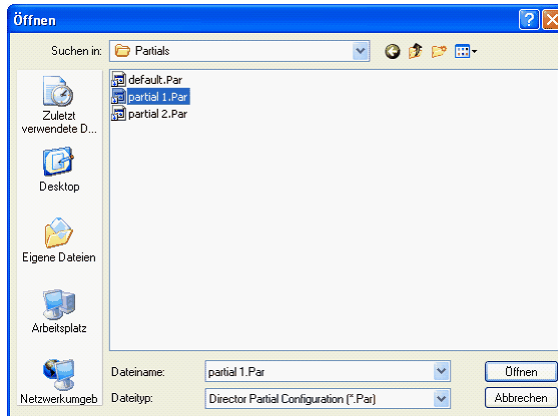 Öffnen
Suchen in: Partials
default.Par
partial 1.Par
partial 2.Par
Zuletzt
verwendete D...
Desktop
Eigene Dateien
Arbeitsplatz
Netzwerkumgeb
Dateiname: partial 1.Par Öffnen
Dateityp: Director Partial Configuration (*.Par) Abbrechen